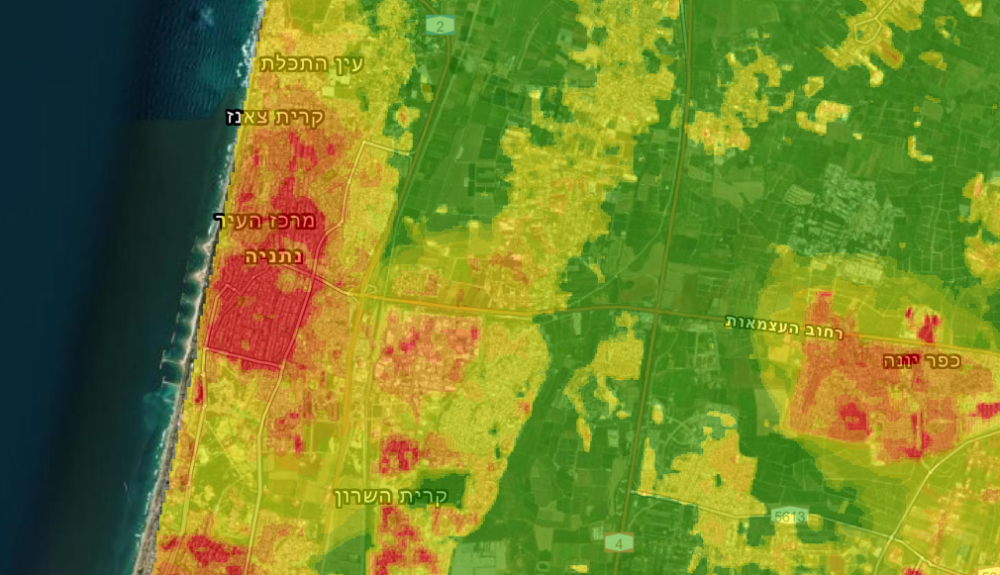 2
עין התכלת
קרית צאנז
מרכז העיר
נתניה
רחוב העצמאות
כפר יונה
קרית השרון
5613
4